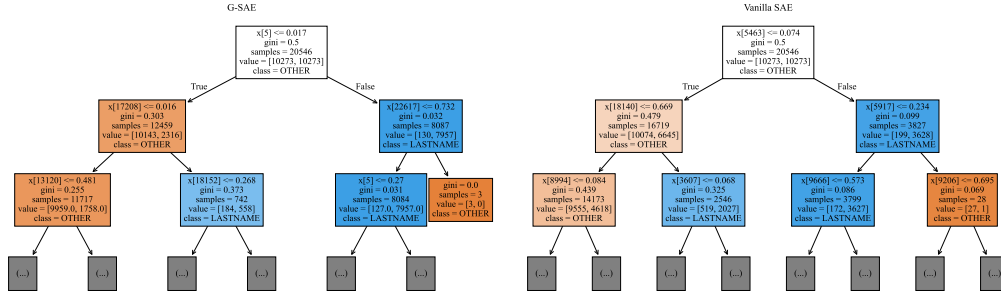 G-SAE
x[5] <= 0.017
gini = 0.5
samples = 20546
value = [10273, 10273]
class = OTHER
True
False
x[17208] <= 0.016
gini = 0.303
samples = 12459
value = [10143, 2316]
class = OTHER
x[22617] <= 0.732
gini = 0.032
samples = 8087
value = [130, 7957]
class = LASTNAME
x[13120] <= 0.481
gini = 0.255
samples = 11717
value = [9959.0, 1758.0]
class = OTHER
x[18152] <= 0.268
gini = 0.373
samples = 742
value = [184, 558]
class = LASTNAME
x[5] <= 0.27
gini = 0.031
samples = 8084
value = [127.0, 7957.0]
class = LASTNAME
gini = 0.0
samples = 3
value = [3, 0]
class = OTHER
(...)
(...)
(...)
(...)
(...)
(...)
Vanilla SAE
x[5463] <= 0.074
gini = 0.5
samples = 20546
value = [10273, 10273]
class = OTHER
True
False
x[18140] <= 0.669
gini = 0.479
samples = 16719
value = [10074, 6645]
class = OTHER
x[5917] <= 0.234
gini = 0.099
samples = 3827
value = [199, 3628]
class = LASTNAME
x[8994] <= 0.084
gini = 0.439
samples = 14173
value = [9555, 4618]
class = OTHER
x[3607] <= 0.068
gini = 0.325
samples = 2546
value = [519, 2027]
class = LASTNAME
x[9666] <= 0.573
gini = 0.086
samples = 3799
value = [172, 3627]
class = LASTNAME
x[9206] <= 0.695
gini = 0.069
samples = 28
value = [27, 1]
class = OTHER
(...)
(...)
(...)
(...)
(...)
(...)
(...)
(...)